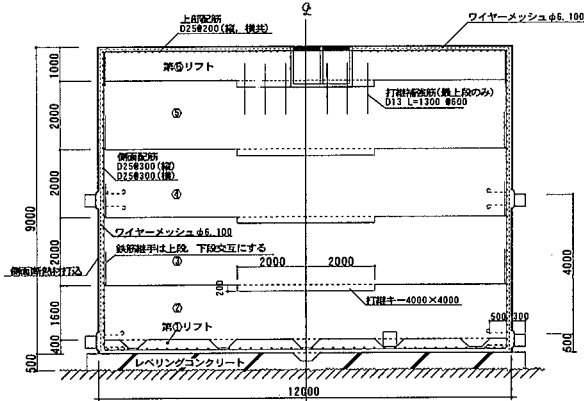 ℄
上部配筋
D25@200(縦, 横共)
ワイヤーメッシュφ6.100
第⑥リフト
打継補強筋(最上段のみ)
D13 L=1300 @600
⑤
側面配筋
D25@300(縦)
D25@300(横)
④
ワイヤーメッシュφ6.100
鉄筋継手は上段, 下段交互にする
側面断熱材打込
③
2000
2000
200
打継キー4000×4000
②
第①リフト
500
300
レベリングコンクリート
12000
1000
2000
2000
2000
1600
400
500
9000
4000
500